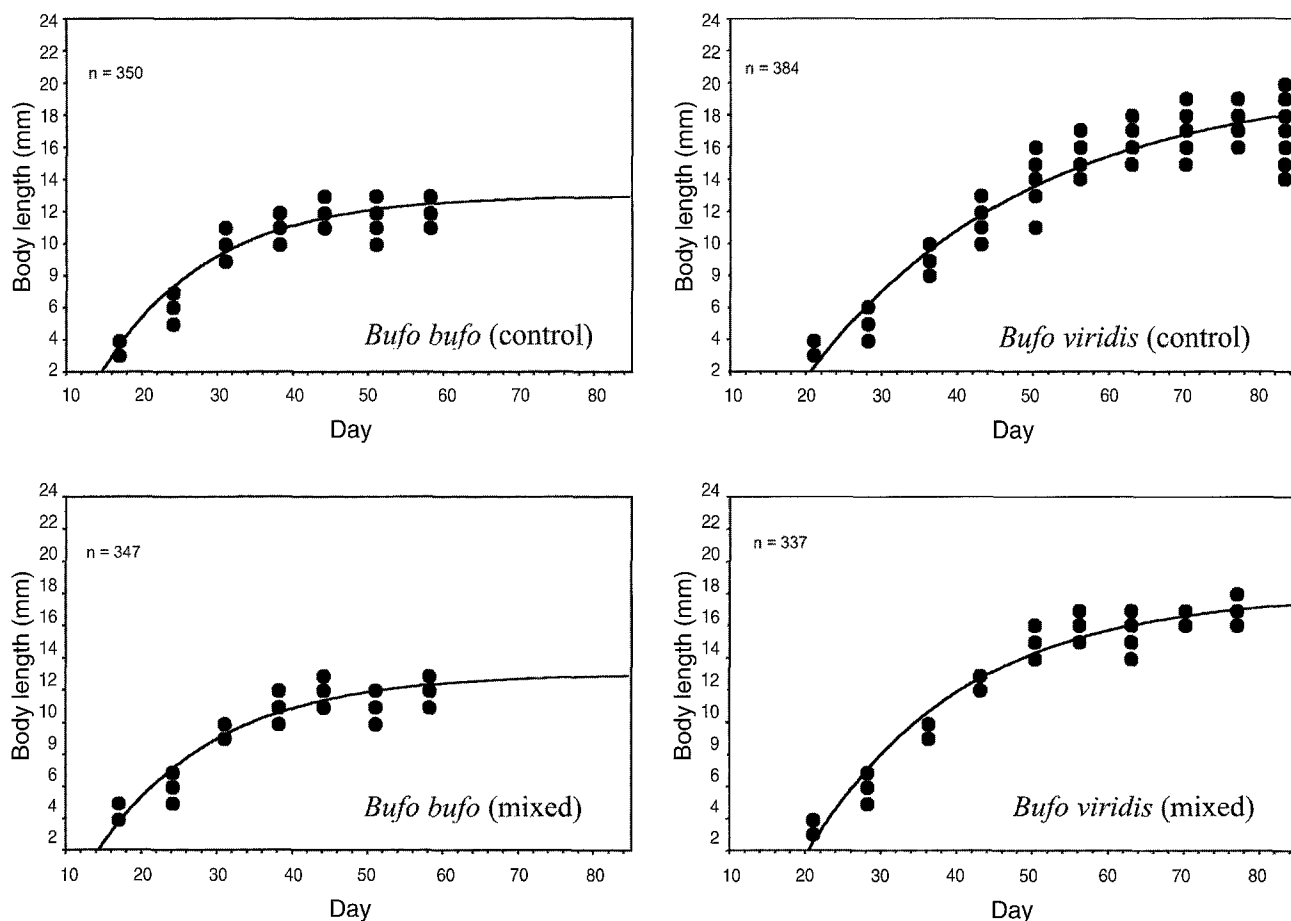 24
22
20
18
16
14
12
10
9
6
4
2
Body length (mm)
n = 350
Bufo bufo (control)
10 20 30 40 50 60 70 80
Day
24
22
20
18
16
14
12
10
9
6
4
2
Body length (mm)
n = 384
Bufo viridis (control)
10 20 30 40 50 60 70 80
Day
24
22
20
18
16
14
12
10
9
6
4
2
Body length (mm)
n = 347
Bufo bufo (mixed)
10 20 30 40 50 60 70 80
Day
24
22
20
18
16
14
12
10
9
6
4
2
Body length (mm)
n = 337
Bufo viridis (mixed)
10 20 30 40 50 60 70 80
Day